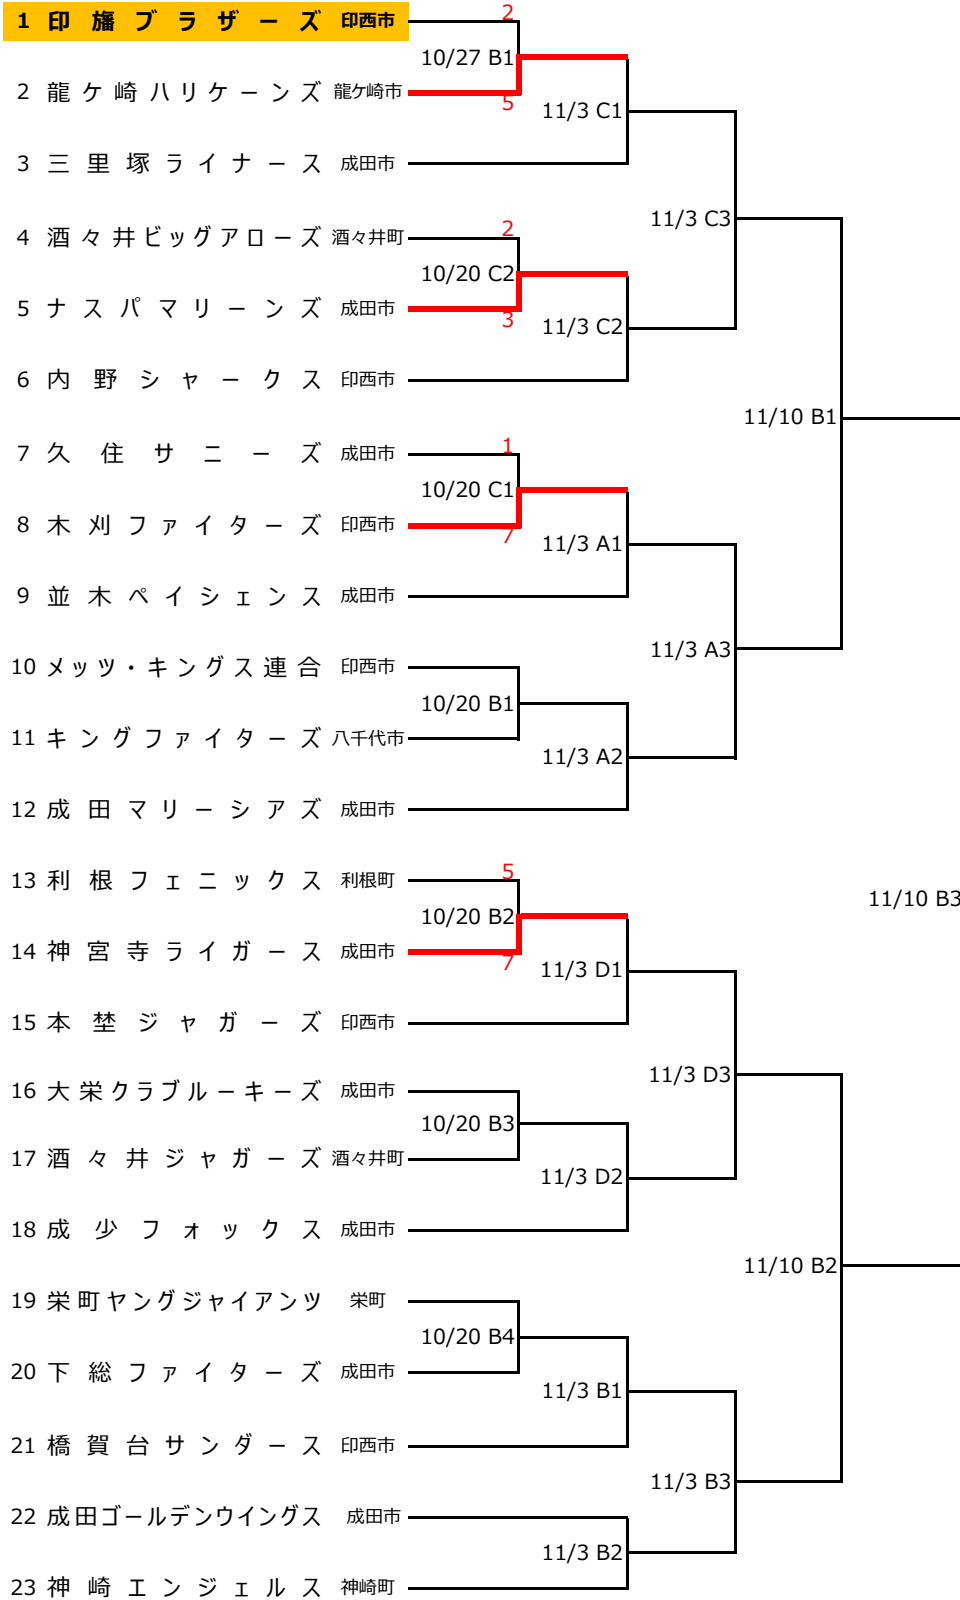 1 印旛ブラザーズ 印西市 2
10/27 B1
2 龍ケ崎ハリケーンズ 龍ケ崎市 5
11/3 C1
3 三里塚ライナース 成田市
11/3 C3
4 酒々井ビッグアローズ 酒々井町 2
10/20 C2
5 ナスパマリーンズ 成田市 3
11/3 C2
6 内野シャークス 印西市
11/10 B1
7 久住サニーズ 成田市 1
10/20 C1
8 木刈ファイターズ 印西市 7
11/3 A1
9 並木ペイシェンス 成田市
11/3 A3
10 メッツ・キングス連合 印西市
10/20 B1
11 キングファイターズ 八千代市
11/3 A2
12 成田マリーシアズ 成田市
13 利根フェニックス 利根町 5
11/10 B3
10/20 B2
14 神宮寺ライガース 成田市 7
11/3 D1
15 本埜ジャガーズ 印西市
11/3 D3
16 大栄クラブルーキーズ 成田市
10/20 B3
17 酒々井ジャガーズ 酒々井町
11/3 D2
18 成少フォックス 成田市
11/10 B2
19 栄町ヤングジャイアンツ 栄町
10/20 B4
20 下総ファイターズ 成田市
11/3 B1
21 橋賀台サンダース 印西市
11/3 B3
22 成田ゴールデンウイングス 成田市
11/3 B2
23 神崎エンジェルス 神崎町